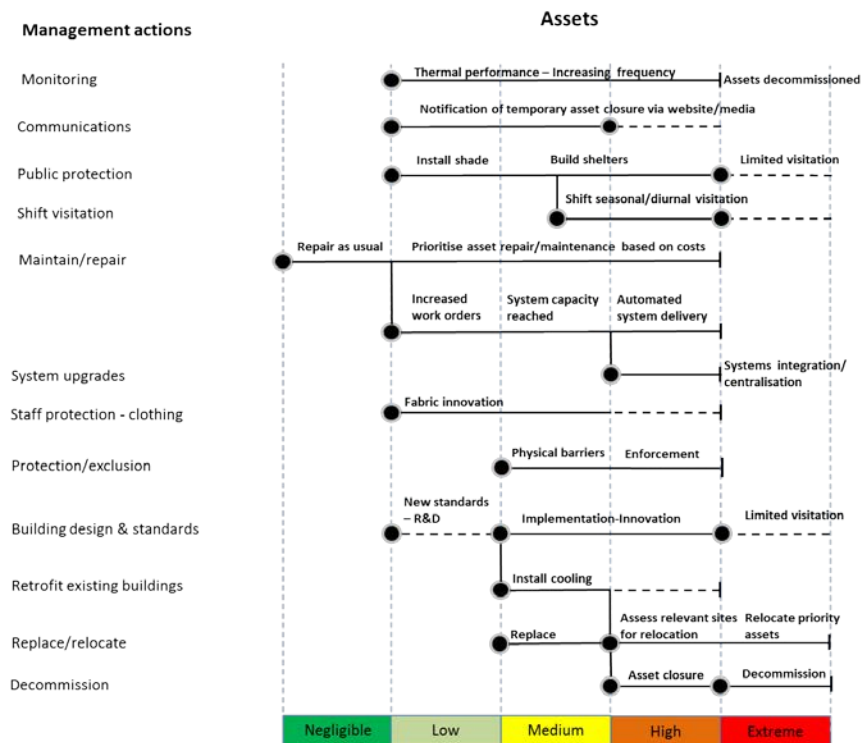 Assets
Management actions
Monitoring
Thermal performance – Increasing frequency
Assets decommissioned
Notification of temporary asset closure via website/media
Communications
Public protection
Install shade
Build shelters
Limited visitation
Shift visitation
Shift seasonal/diurnal visitation
Maintain/repair
Repair as usual
Prioritise asset repair/maintenance based on costs
Increased
work orders
System capacity
reached
Automated
system delivery
System upgrades
Systems integration/
centralisation
Staff protection - clothing
Fabric innovation
Protection/exclusion
Physical barriers
Enforcement
Building design & standards
New standards
– R&D
Implementation-Innovation
Limited visitation
Retrofit existing buildings
Install cooling
Replace/relocate
Replace
Assess relevant sites
for relocation
Relocate priority
assets
Decommission
Asset closure
Decommission
Negligible
Low
Medium
High
Extreme